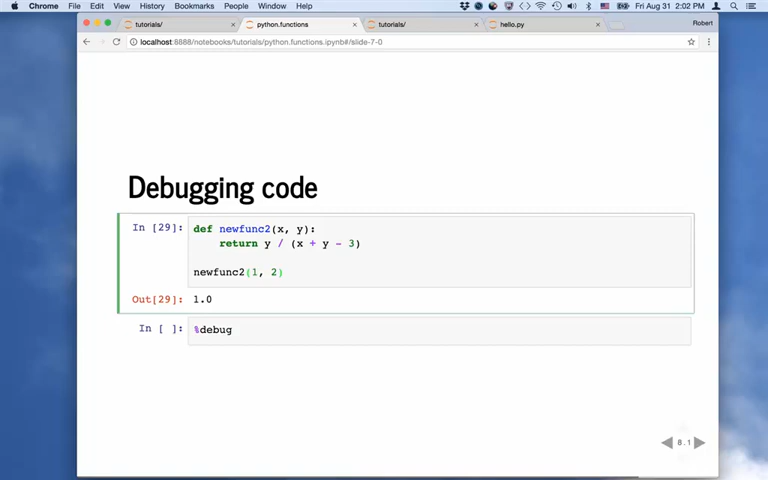 Chrome File Edit View History Bookmarks People Window Help Fri Aug 31 2:02 PM
tutorials/ python.functions tutorials/ hello.py Robert
localhost:8888/notebooks/tutorials/python.functions.ipynb#/slide-7-0
Debugging code
In [29]: def newfunc2(x, y):
return y / (x + y - 3)
newfunc2(1, 2)
Out[29]: 1.0
In [ ]: %debug
8.1